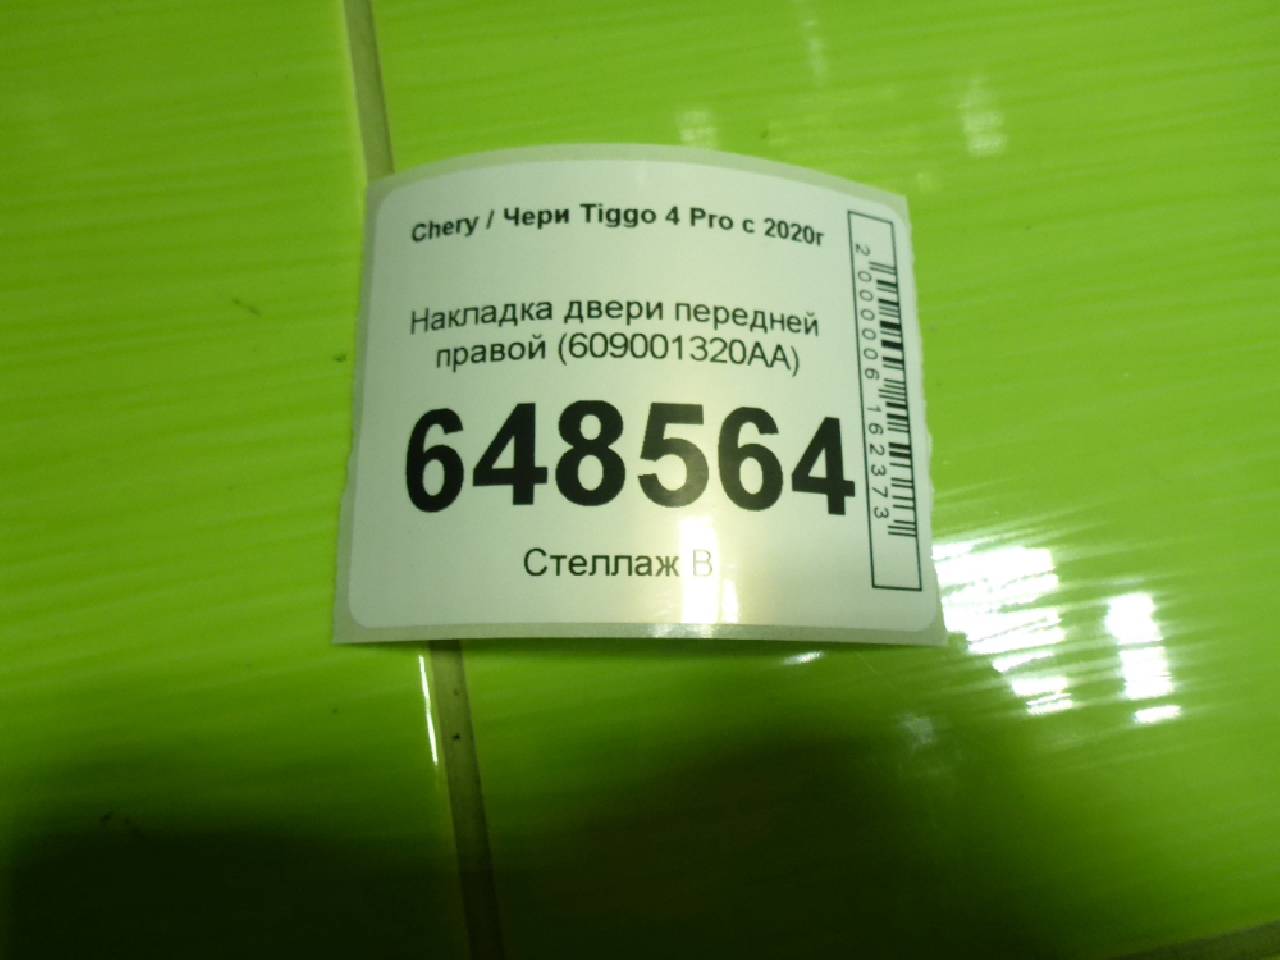 Chery / Чери Tiggo 4 Pro с 2020г
Накладка двери передней
правой (609001320AA)
648564
Стеллаж В
2000006162373